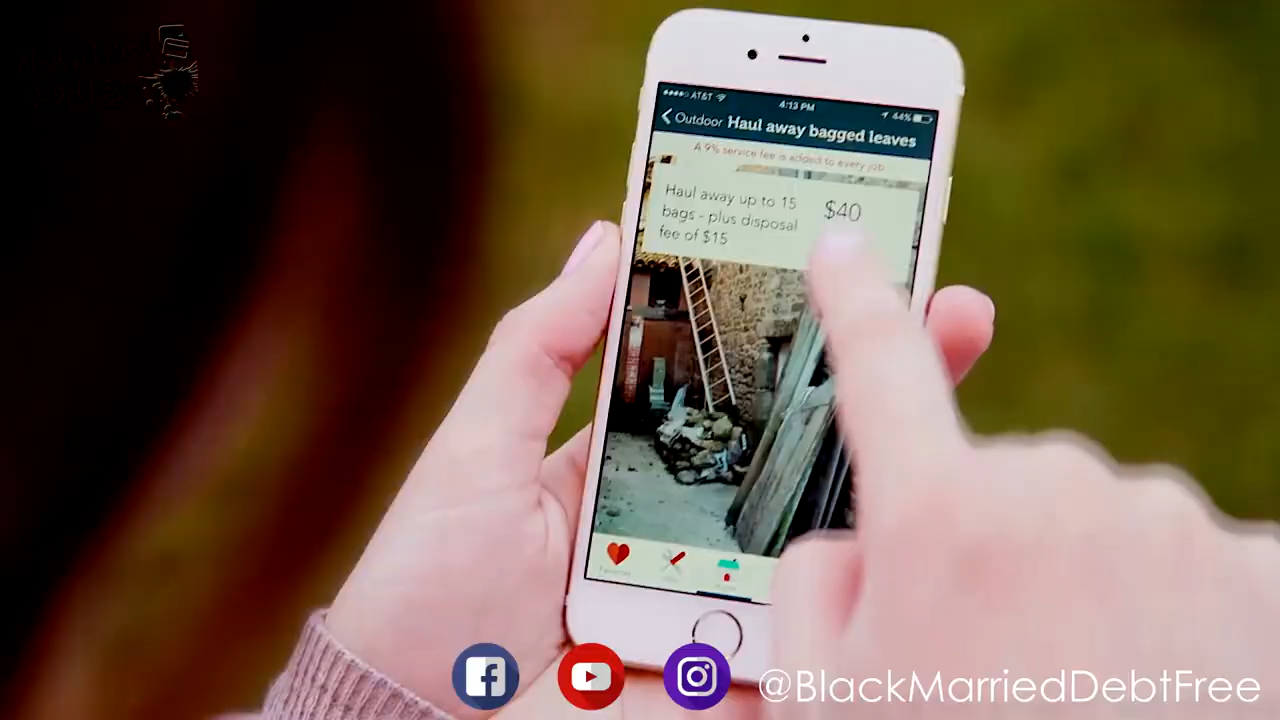 AT&T
4:13 PM
44%
Outdoor
Haul away bagged leaves
A 9% service fee is added to every job
Haul away up to 15
bags - plus disposal
fee of $15
$40
@BlackMarriedDebtFree